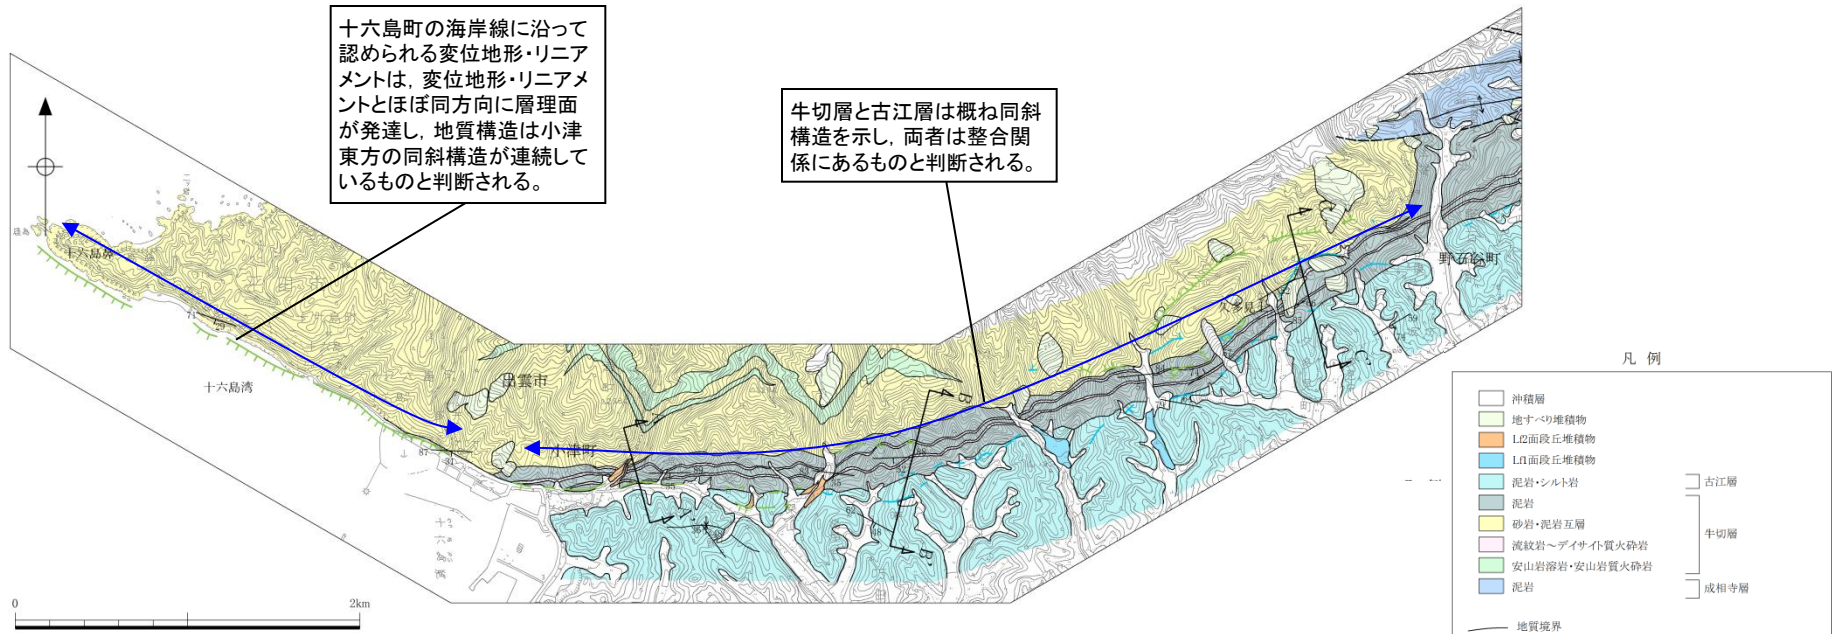 十六島町の海岸線に沿って
認められる変位地形・リニア
メントは，変位地形・リニアメ
ントとほぼ同方向に層理面
が発達し，地質構造は小津
東方の同斜構造が連続して
いるものと判断される。
牛切層と古江層は概ね同斜
構造を示し，両者は整合関
係にあるものと判断される。
十六島鼻
十六島湾
出雲市
小津町
久多見
野石谷町
71
29
87
31
62
48
B
B'
C
C'
凡 例
沖積層
地すべり堆積物
Lf2面段丘堆積物
Lf1面段丘堆積物
泥岩・シルト岩
古江層
泥岩
砂岩・泥岩互層
流紋岩～デイサイト質火砕岩
牛切層
安山岩溶岩・安山岩質火砕岩
泥岩
成相寺層
地質境界
0
2km